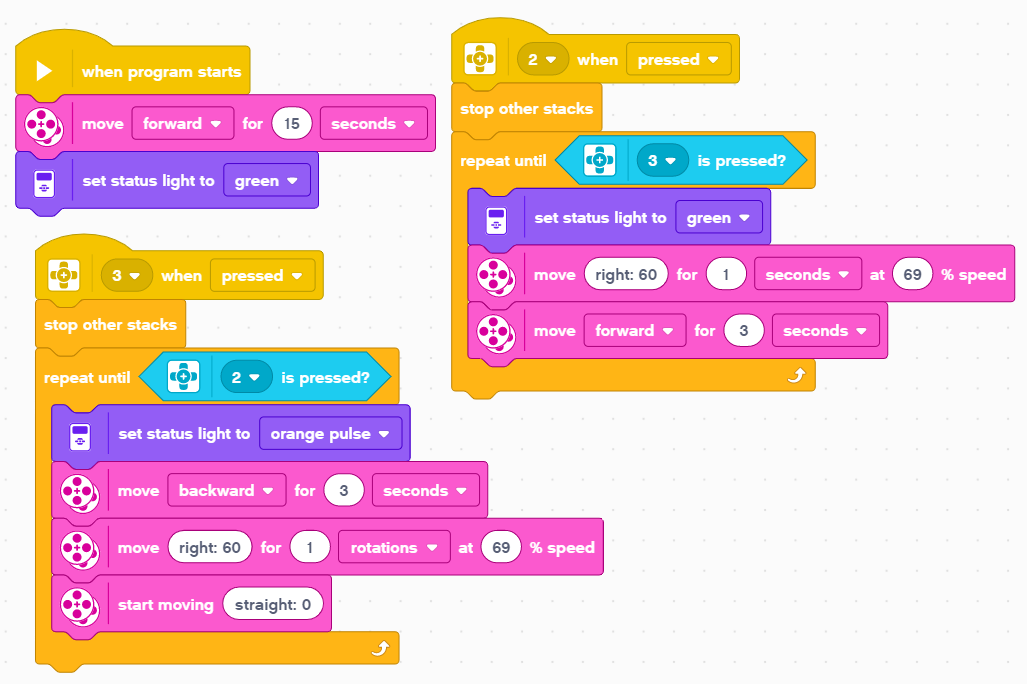 when program starts
move forward for 15 seconds
set status light to green
3 when pressed
stop other stacks
repeat until 2 is pressed?
set status light to orange pulse
move backward for 3 seconds
move right: 60 for 1 rotations at 69 % speed
start moving straight: 0
2 when pressed
stop other stacks
repeat until 3 is pressed?
set status light to green
move right: 60 for 1 seconds at 69 % speed
move forward for 3 seconds